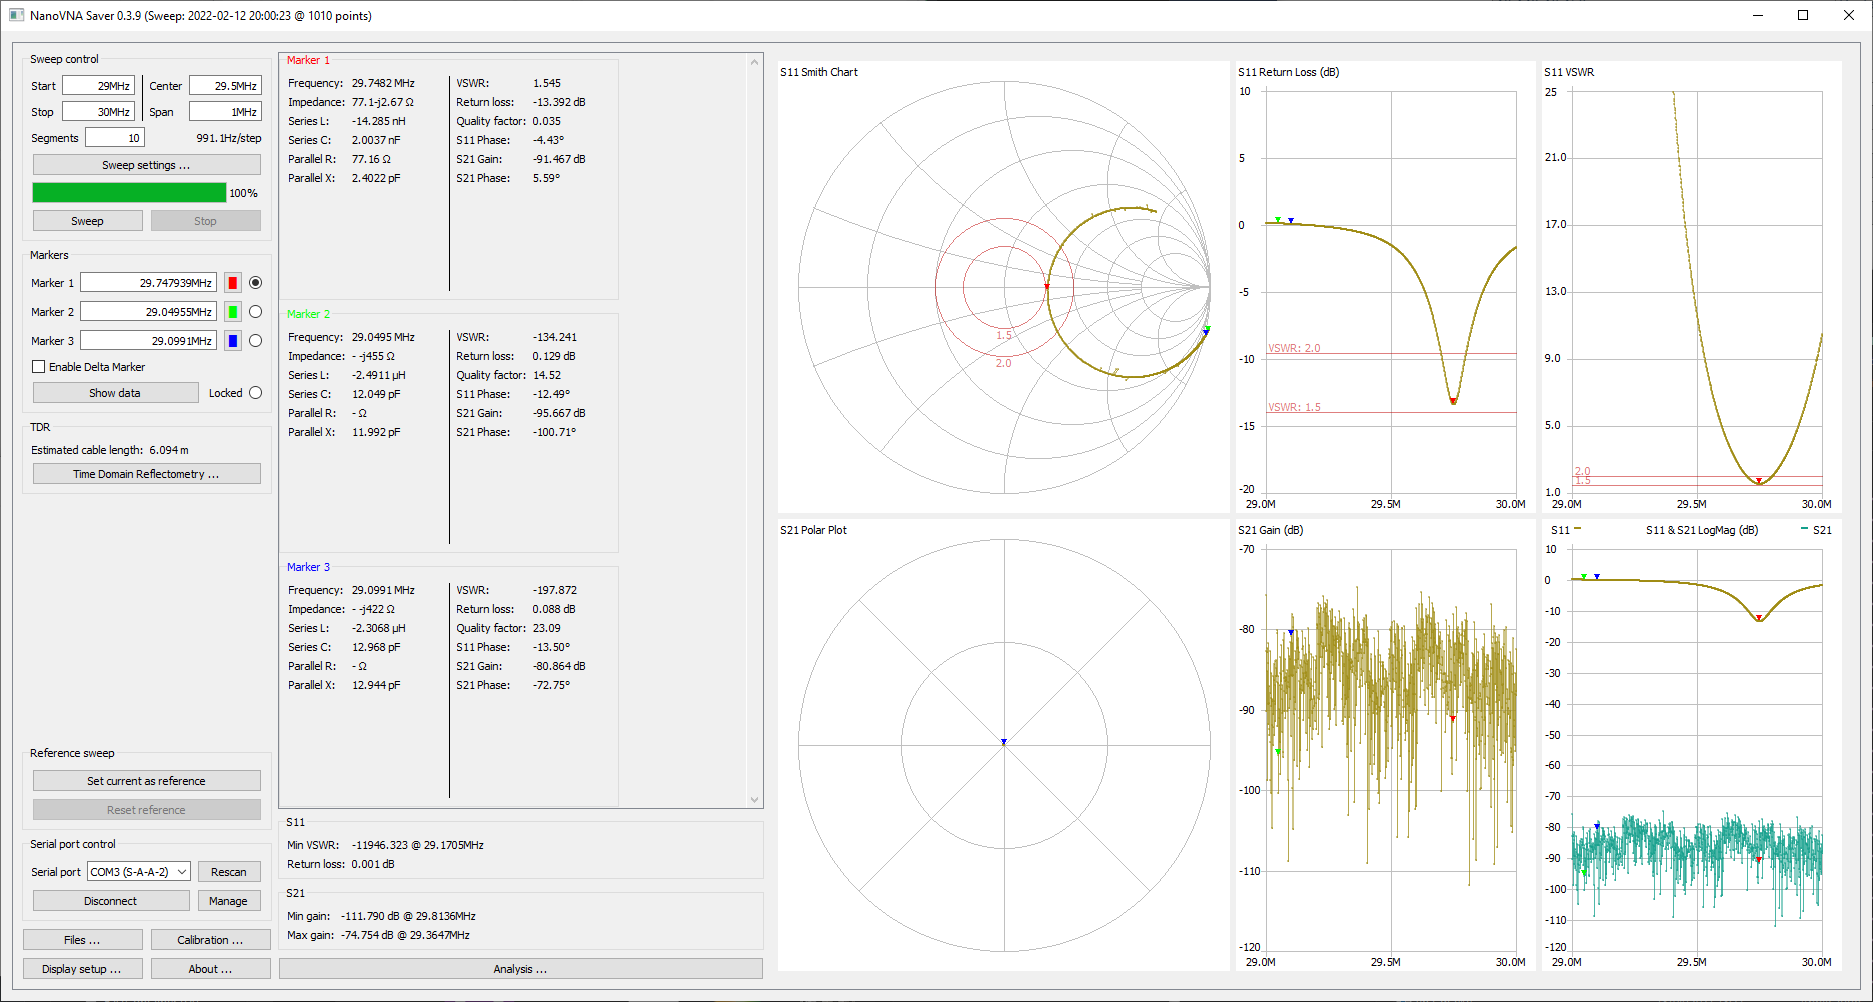 NanoVNA Saver 0.3.9 (Sweep: 2022-02-12 20:00:23 @ 1010 points)
Sweep control
Start 29MHz Center 29.5MHz
Stop 30MHz Span 1MHz
Segments 10 991.1Hz/step
Sweep settings ...
100%
Sweep Stop
Markers
Marker 1 29.747939MHz
Marker 2 29.04955MHz
Marker 3 29.0991MHz
Enable Delta Marker
Show data Locked
TDR
Estimated cable length: 6.094 m
Time Domain Reflectometry ...
Reference sweep
Set current as reference
Reset reference
Serial port control
Serial port COM3 (S-A-A-2) Rescan
Disconnect Manage
Files ... Calibration ...
Display setup ... About ...
Marker 1
Frequency: 29.7482 MHz VSWR: 1.545
Impedance: 77.1-j2.67 Ω Return loss: -13.392 dB
Series L: -14.285 nH Quality factor: 0.035
Series C: 2.0037 nF S11 Phase: -4.43°
Parallel R: 77.16 Ω S21 Gain: -91.467 dB
Parallel X: 2.4022 pF S21 Phase: 5.59°
Marker 2
Frequency: 29.0495 MHz VSWR: -134.241
Impedance: - -j455 Ω Return loss: 0.129 dB
Series L: -2.4911 µH Quality factor: 14.52
Series C: 12.049 pF S11 Phase: -12.49°
Parallel R: - Ω S21 Gain: -95.667 dB
Parallel X: 11.992 pF S21 Phase: -100.71°
Marker 3
Frequency: 29.0991 MHz VSWR: -197.872
Impedance: - -j422 Ω Return loss: 0.088 dB
Series L: -2.3068 µH Quality factor: 23.09
Series C: 12.968 pF S11 Phase: -13.50°
Parallel R: - Ω S21 Gain: -80.864 dB
Parallel X: 12.944 pF S21 Phase: -72.75°
S11
Min VSWR: -11946.323 @ 29.1705MHz
Return loss: 0.001 dB
S21
Min gain: -111.790 dB @ 29.8136MHz
Max gain: -74.754 dB @ 29.3647MHz
Analysis ...
S11 Smith Chart
1.5
2.0
S11 Return Loss (dB)
10
5
0
-5
VSWR: 2.0
-10
VSWR: 1.5
-15
-20
29.0M 29.5M 30.0M
S11 VSWR
25
21.0
17.0
13.0
9.0
5.0
2.0
1.5
1.0
29.0M 29.5M 30.0M
S21 Polar Plot
S21 Gain (dB)
-70
-80
-90
-100
-110
-120
29.0M 29.5M 30.0M
S11 S11 & S21 LogMag (dB) S21
10
0
-10
-20
-30
-40
-50
-60
-70
-80
-90
-100
-110
-120
29.0M 29.5M 30.0M